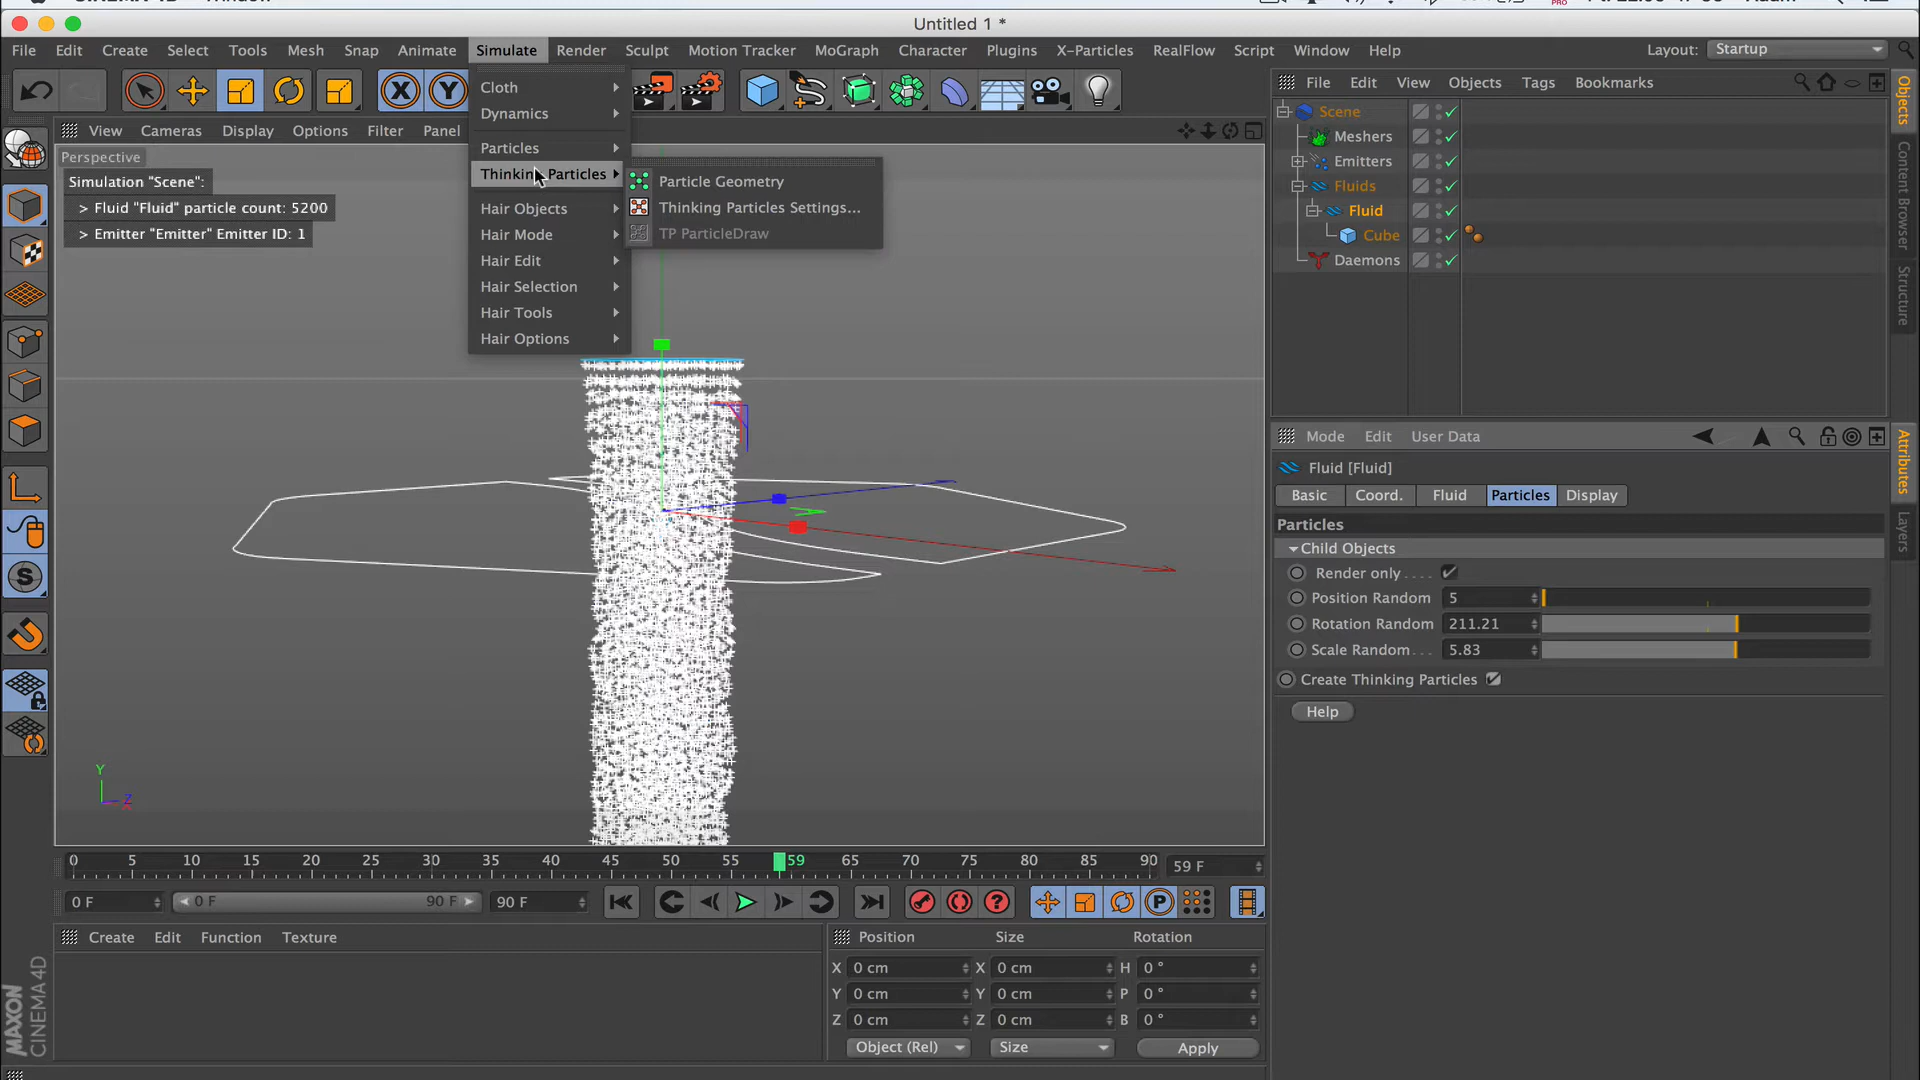 Untitled 1 *
File Edit Create Select Tools Mesh Snap Animate Simulate Render Sculpt Motion Tracker MoGraph Character Plugins X-Particles RealFlow Script Window Help Layout: Startup
File Edit View Objects Tags Bookmarks
View Cameras Display Options Filter Panel
Perspective
Simulation "Scene":
> Fluid "Fluid" particle count: 5200
> Emitter "Emitter" Emitter ID: 1
Cloth
Dynamics
Particles
Thinking Particles
Hair Objects
Hair Mode
Hair Edit
Hair Selection
Hair Tools
Hair Options
Particle Geometry
Thinking Particles Settings...
TP ParticleDraw
Scene
Meshers
Emitters
Fluids
Fluid
Cube
Daemons
Objects
Content Browser
Structure
Mode Edit User Data
Fluid [Fluid]
Basic Coord. Fluid Particles Display
Particles
Child Objects
Render only . . . .
Position Random 5
Rotation Random 211.21
Scale Random . . . 5.83
Create Thinking Particles
Help
Attributes
Layers
Y
Z
0 5 10 15 20 25 30 35 40 45 50 55 59 65 70 75 80 85 90 59 F
0 F 0 F 90 F 90 F
Create Edit Function Texture
Position Size Rotation
X 0 cm X 0 cm H 0 °
Y 0 cm Y 0 cm P 0 °
Z 0 cm Z 0 cm B 0 °
Object (Rel) Size Apply
MAXON
CINEMA 4D